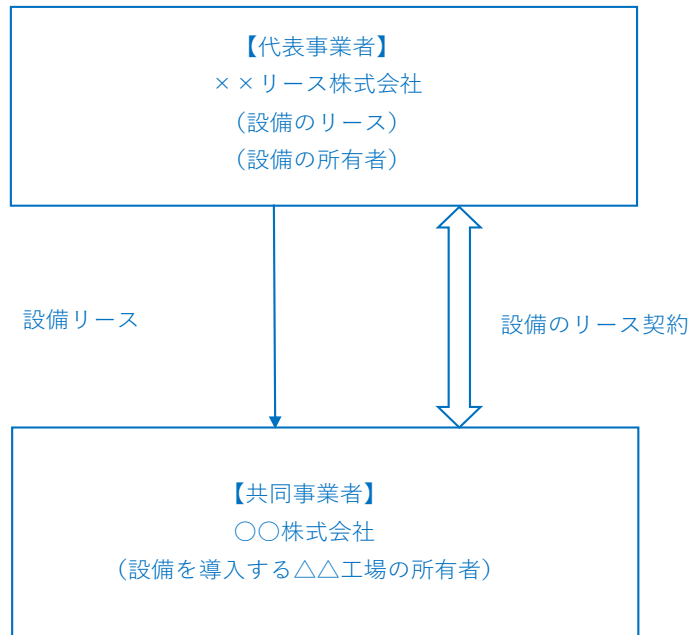 【代表事業者】
××リース株式会社
（設備のリース）
（設備の所有者）
設備リース
設備のリース契約
【共同事業者】
〇〇株式会社
（設備を導入する△△工場の所有者）